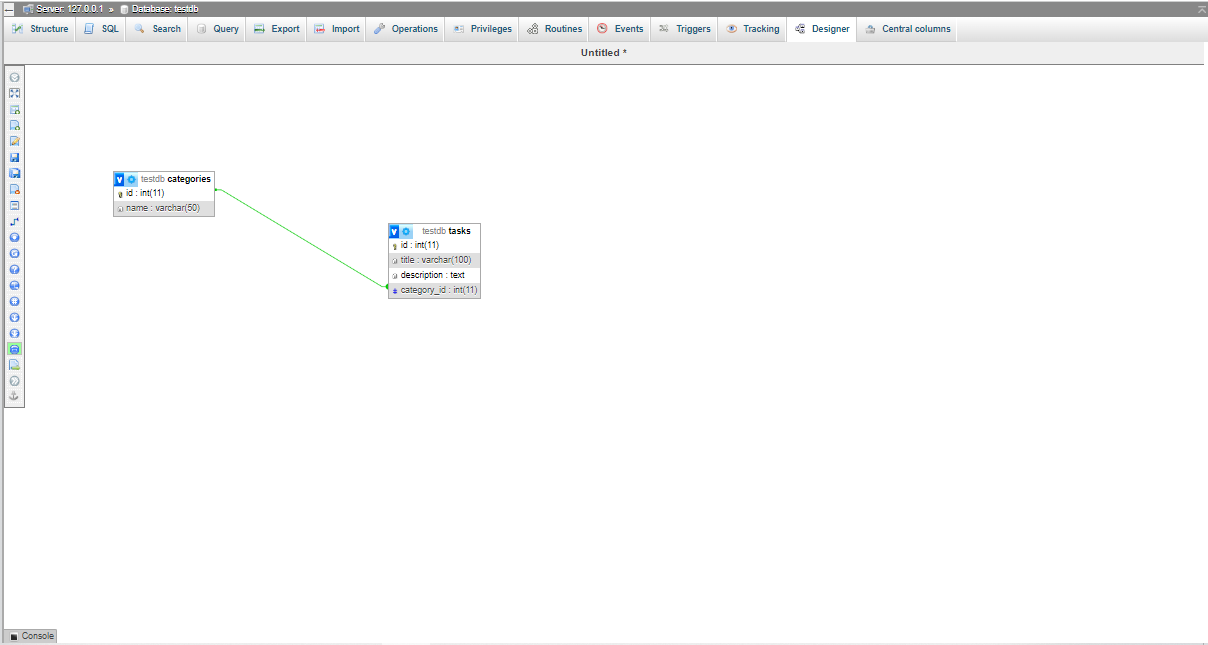 Server: 127.0.0.1 » Database: testdb
Structure SQL Search Query Export Import Operations Privileges Routines Events Triggers Tracking Designer Central columns
Untitled *
v testdb categories
id : int(11)
name : varchar(50)
v testdb tasks
id : int(11)
title : varchar(100)
description : text
category_id : int(11)
Console